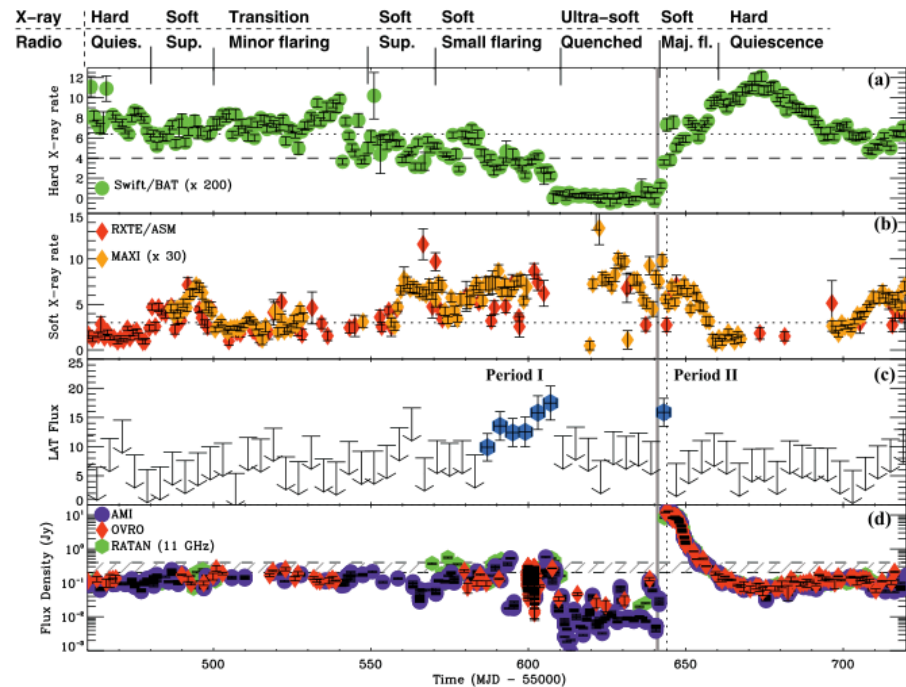 X-ray Hard Soft Transition Soft Soft Ultra-soft Soft Hard
Radio Quies. Sup. Minor flaring Sup. Small flaring Quenched Maj. fl. Quiescence
12
10
8
6
4
2
0
Hard X-ray rate
(a)
Swift/BAT (x 200)
15
10
5
0
Soft X-ray rate
(b)
RXTE/ASM
MAXI (x 30)
25
20
15
10
5
0
LAT Flux
Period I
Period II
(c)
10¹
10⁰
10⁻¹
10⁻²
10⁻³
Flux Density (Jy)
(d)
AMI
OVRO
RATAN (11 GHz)
500 550 600 650 700
Time (MJD - 55000)